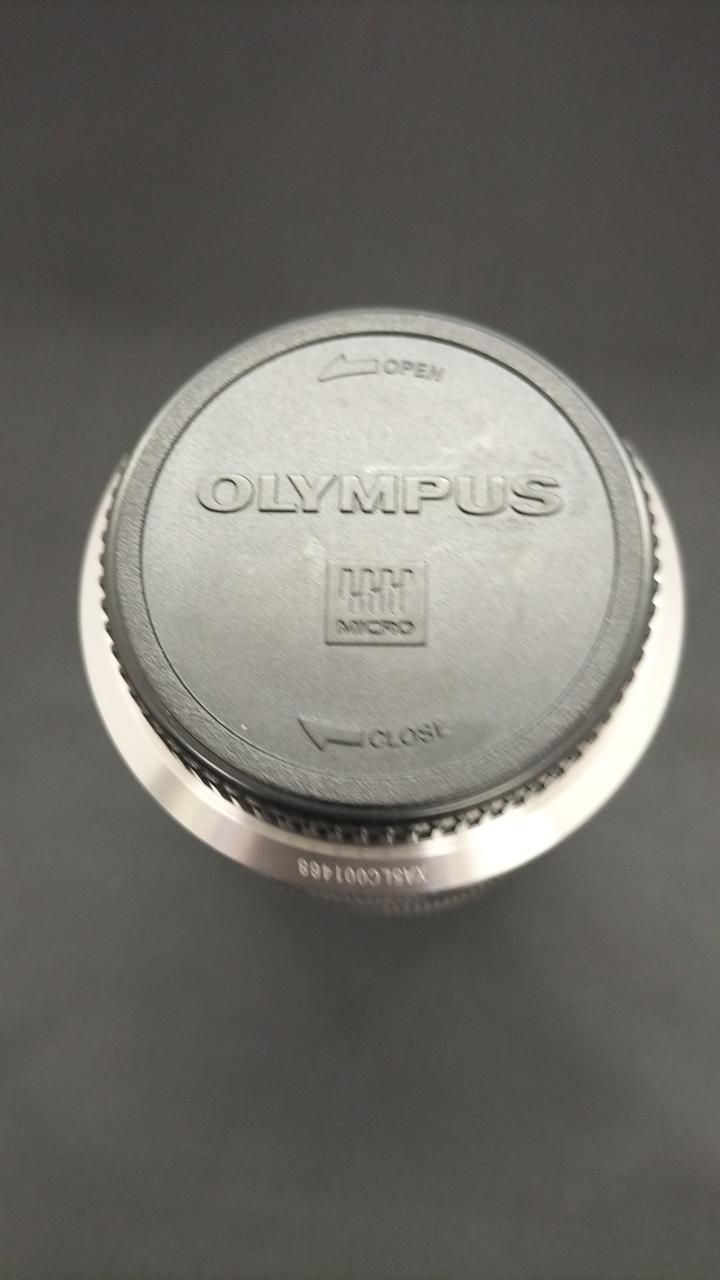 OPEN
OLYMPUS
MICRO
CLOSE
XA5LC001468